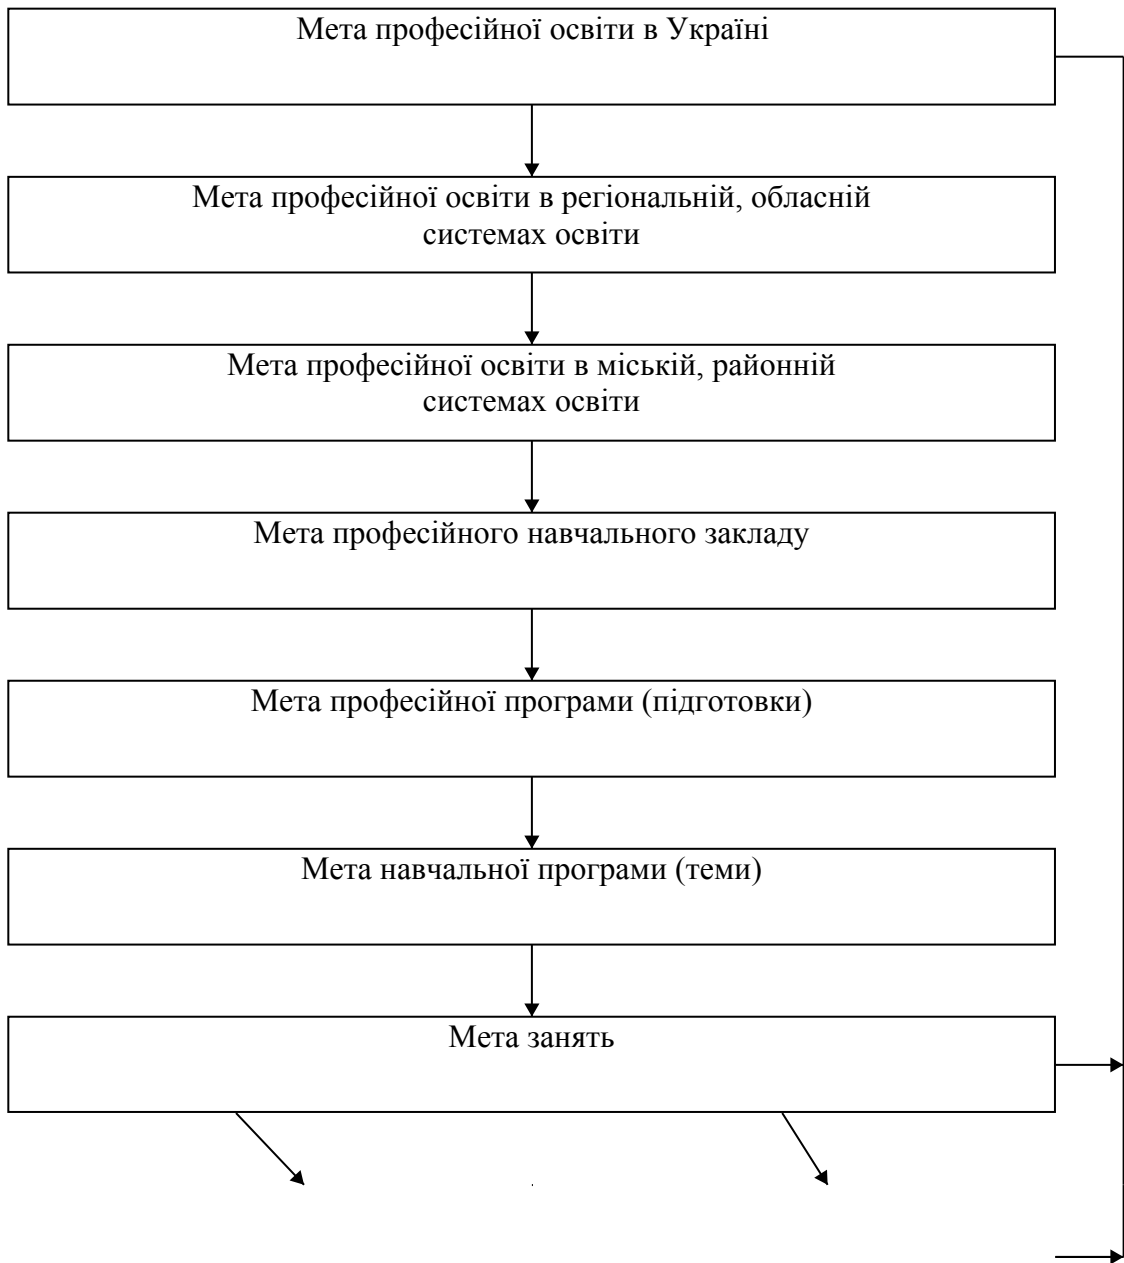 Мета професійної освіти в Україні
Мета професійної освіти в регіональній, обласній
системах освіти
Мета професійної освіти в міській, районній
системах освіти
Мета професійного навчального закладу
Мета професійної програми (підготовки)
Мета навчальної програми (теми)
Мета занять